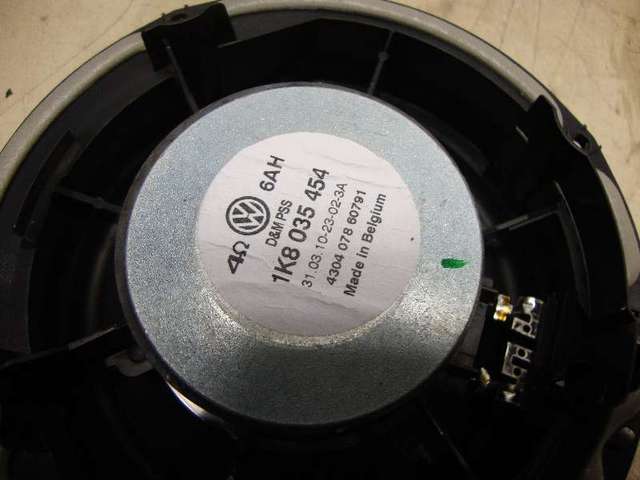 4Ω 6AH
D&M PSS
1K8 035 454
31.03.10-23-02-3A
4304 078 60791
Made in Belgium